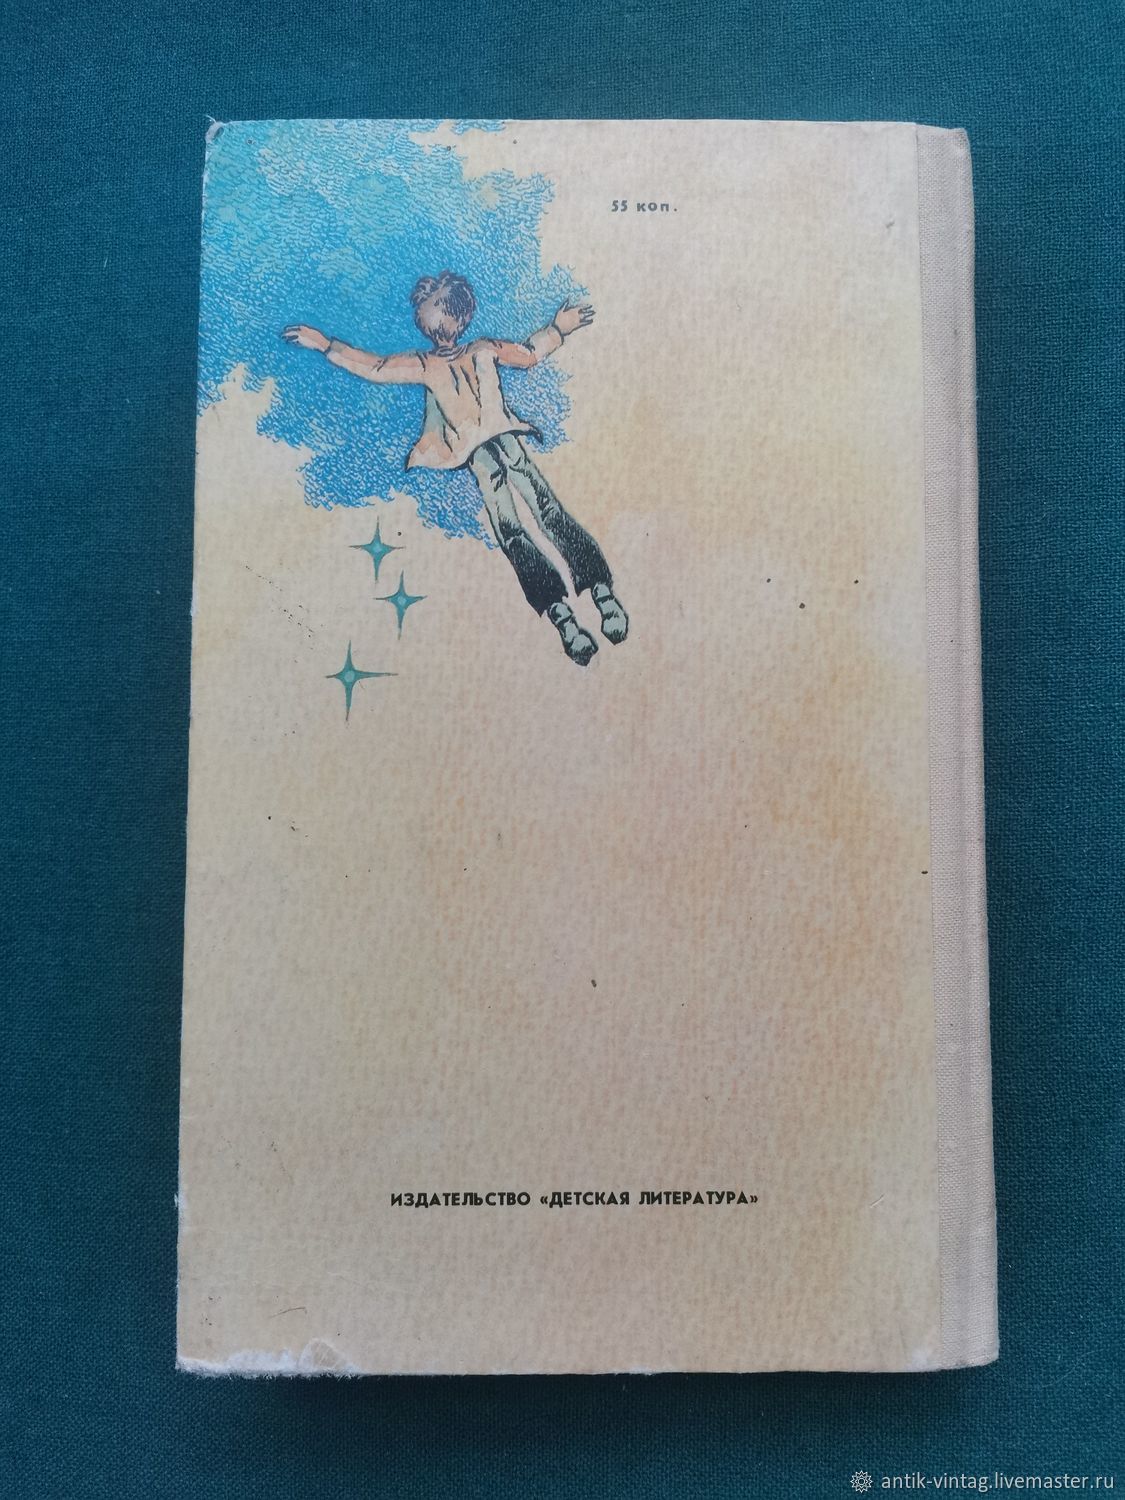 55 коп.
ИЗДАТЕЛЬСТВО «ДЕТСКАЯ ЛИТЕРАТУРА»
antik-vintag.livemaster.ru